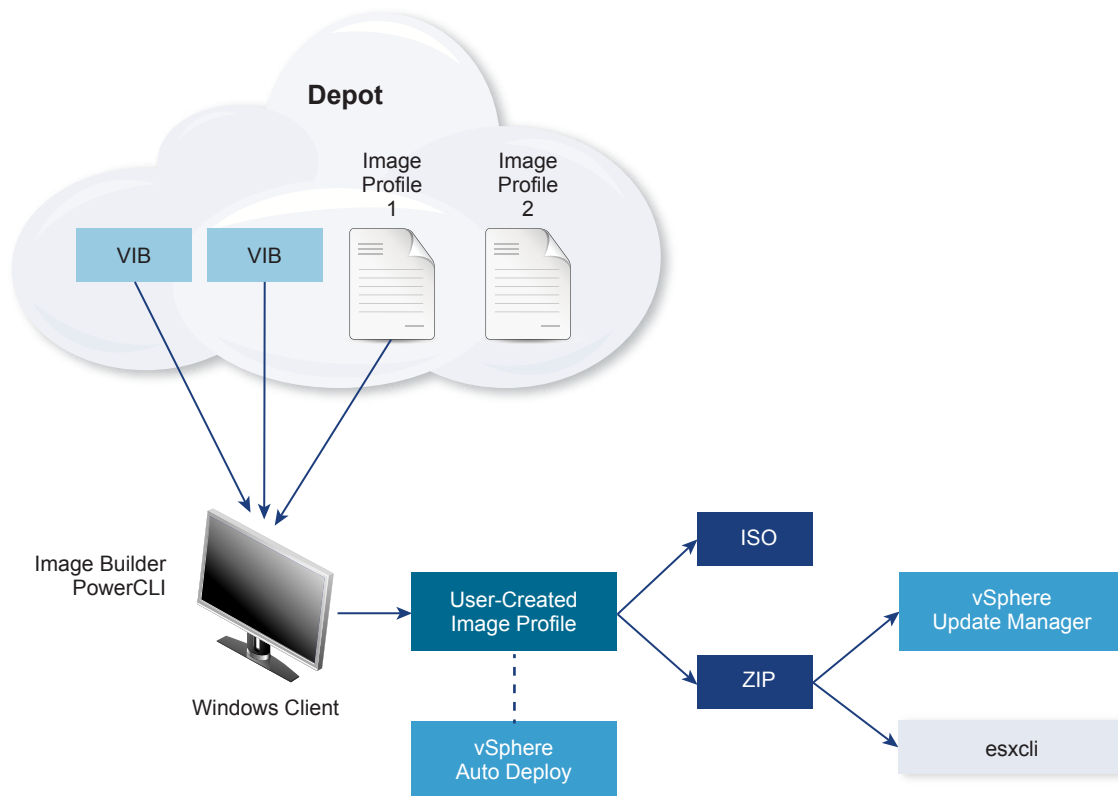 Depot
Image
Profile
1
Image
Profile
2
VIB
VIB
Image Builder
PowerCLI
Windows Client
User-Created
Image Profile
vSphere
Auto Deploy
ISO
ZIP
vSphere
Update Manager
esxcli